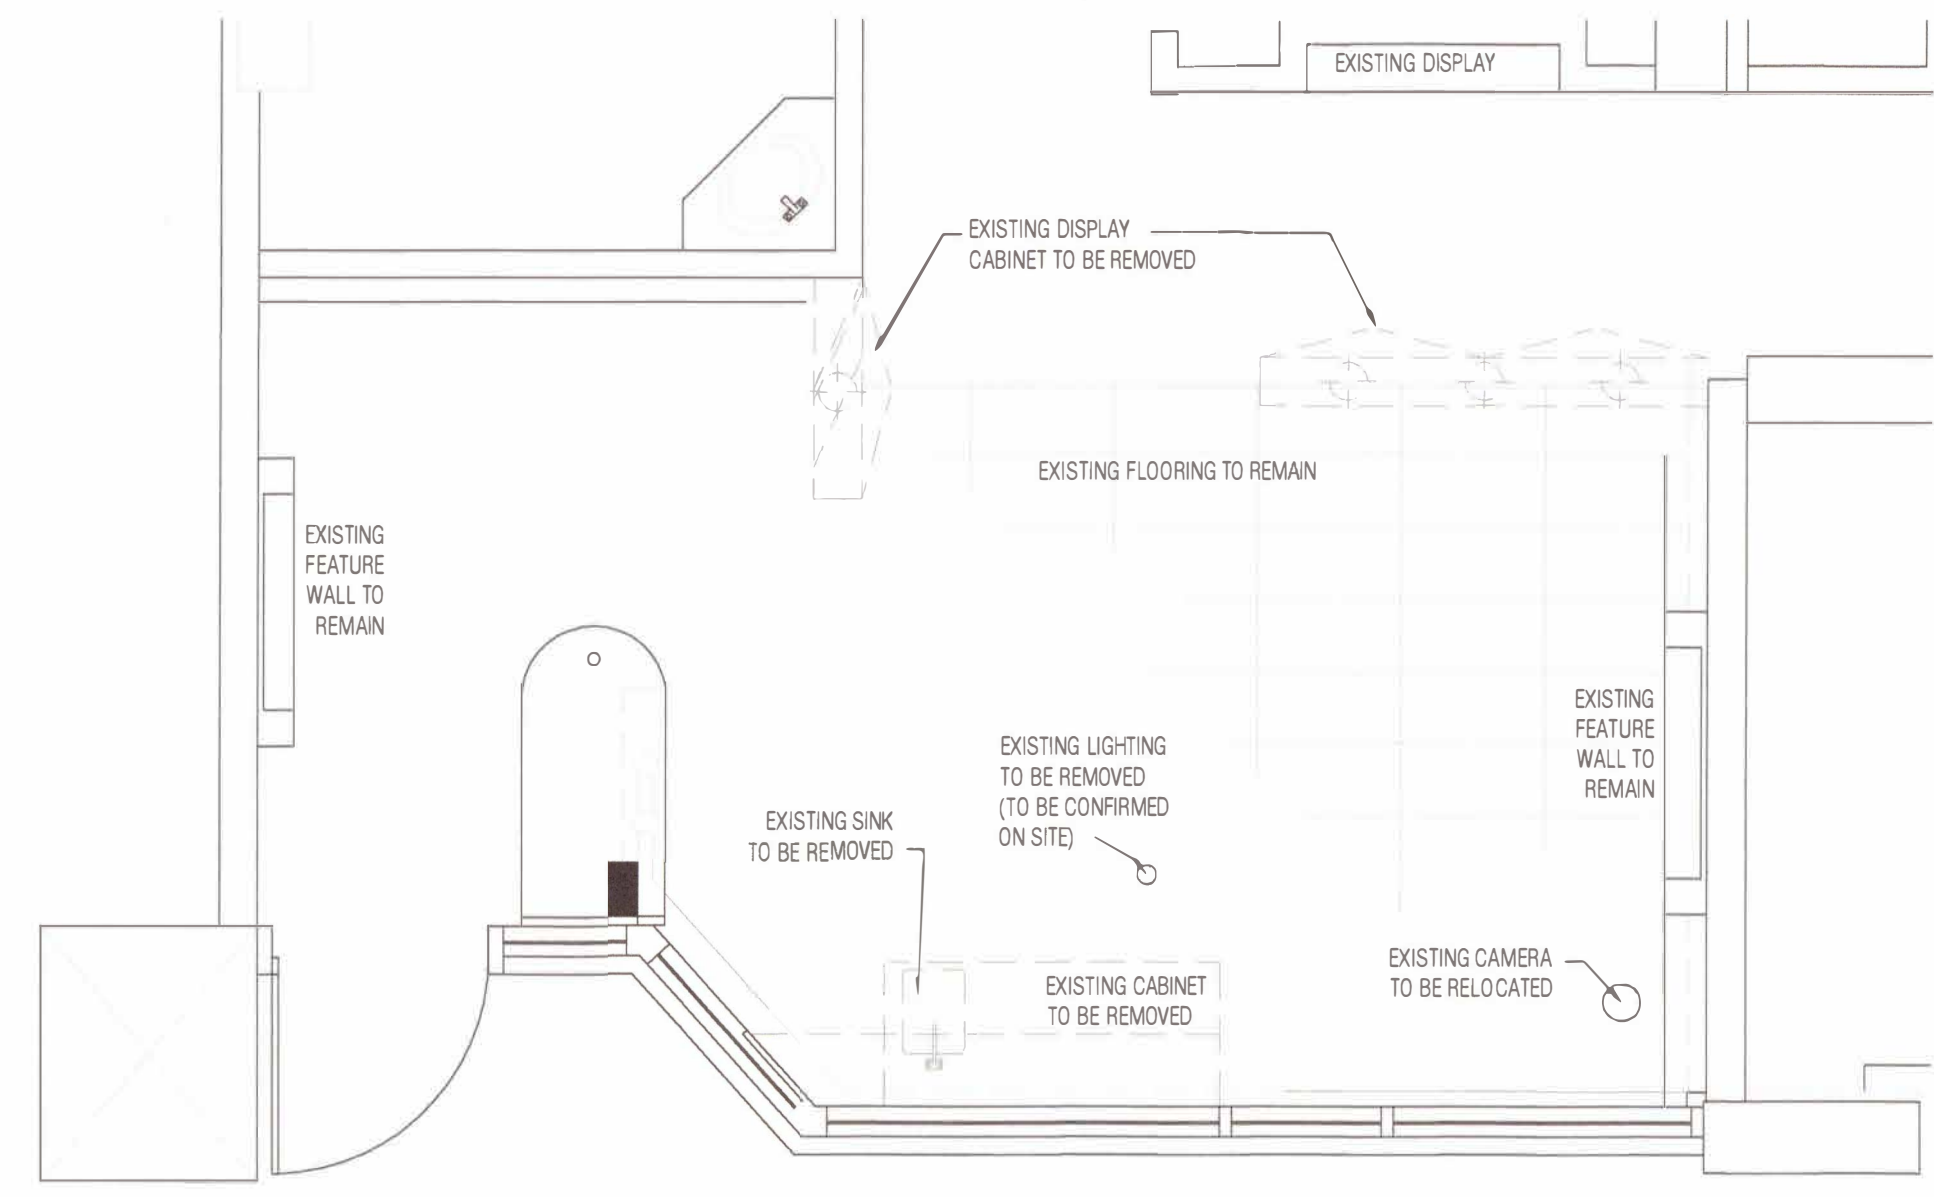 EXISTING DISPLAY
EXISTING DISPLAY
CABINET TO BE REMOVED
EXISTING FLOORING TO REMAIN
EXISTING
FEATURE
WALL TO
REMAIN
EXISTING
FEATURE
WALL TO
REMAIN
EXISTING LIGHTING
TO BE REMOVED
(TO BE CONFIRMED
ON SITE)
EXISTING SINK
TO BE REMOVED
EXISTING CAMERA
TO BE RELOCATED
EXISTING CABINET
TO BE REMOVED